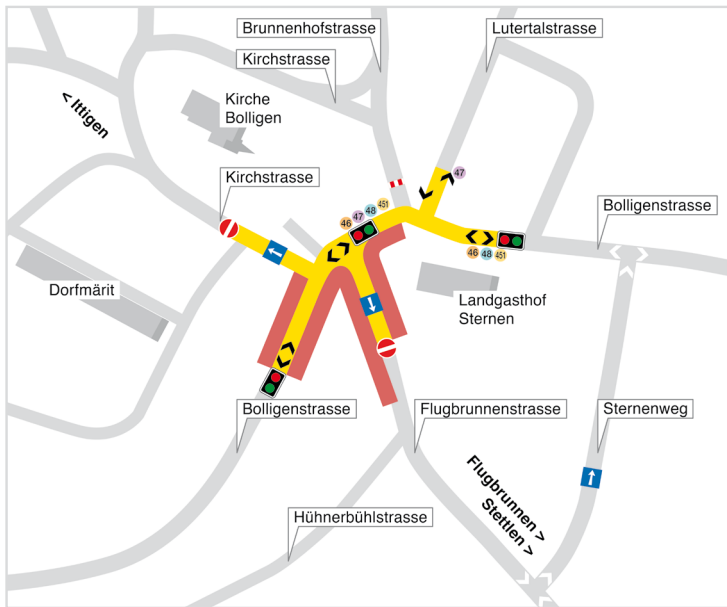 Brunnenhofstrasse
Lutertalstrasse
Kirchstrasse
Kirche
Bolligen
< Ittigen
47
Kirchstrasse
46 47 48 451
Bolligenstrasse
46 48 451
Dorfmärit
Landgasthof
Sternen
Bolligenstrasse
Flugbrunnenstrasse
Sternenweg
Flugbrunnen >
Stettlen >
Hühnerbühlstrasse